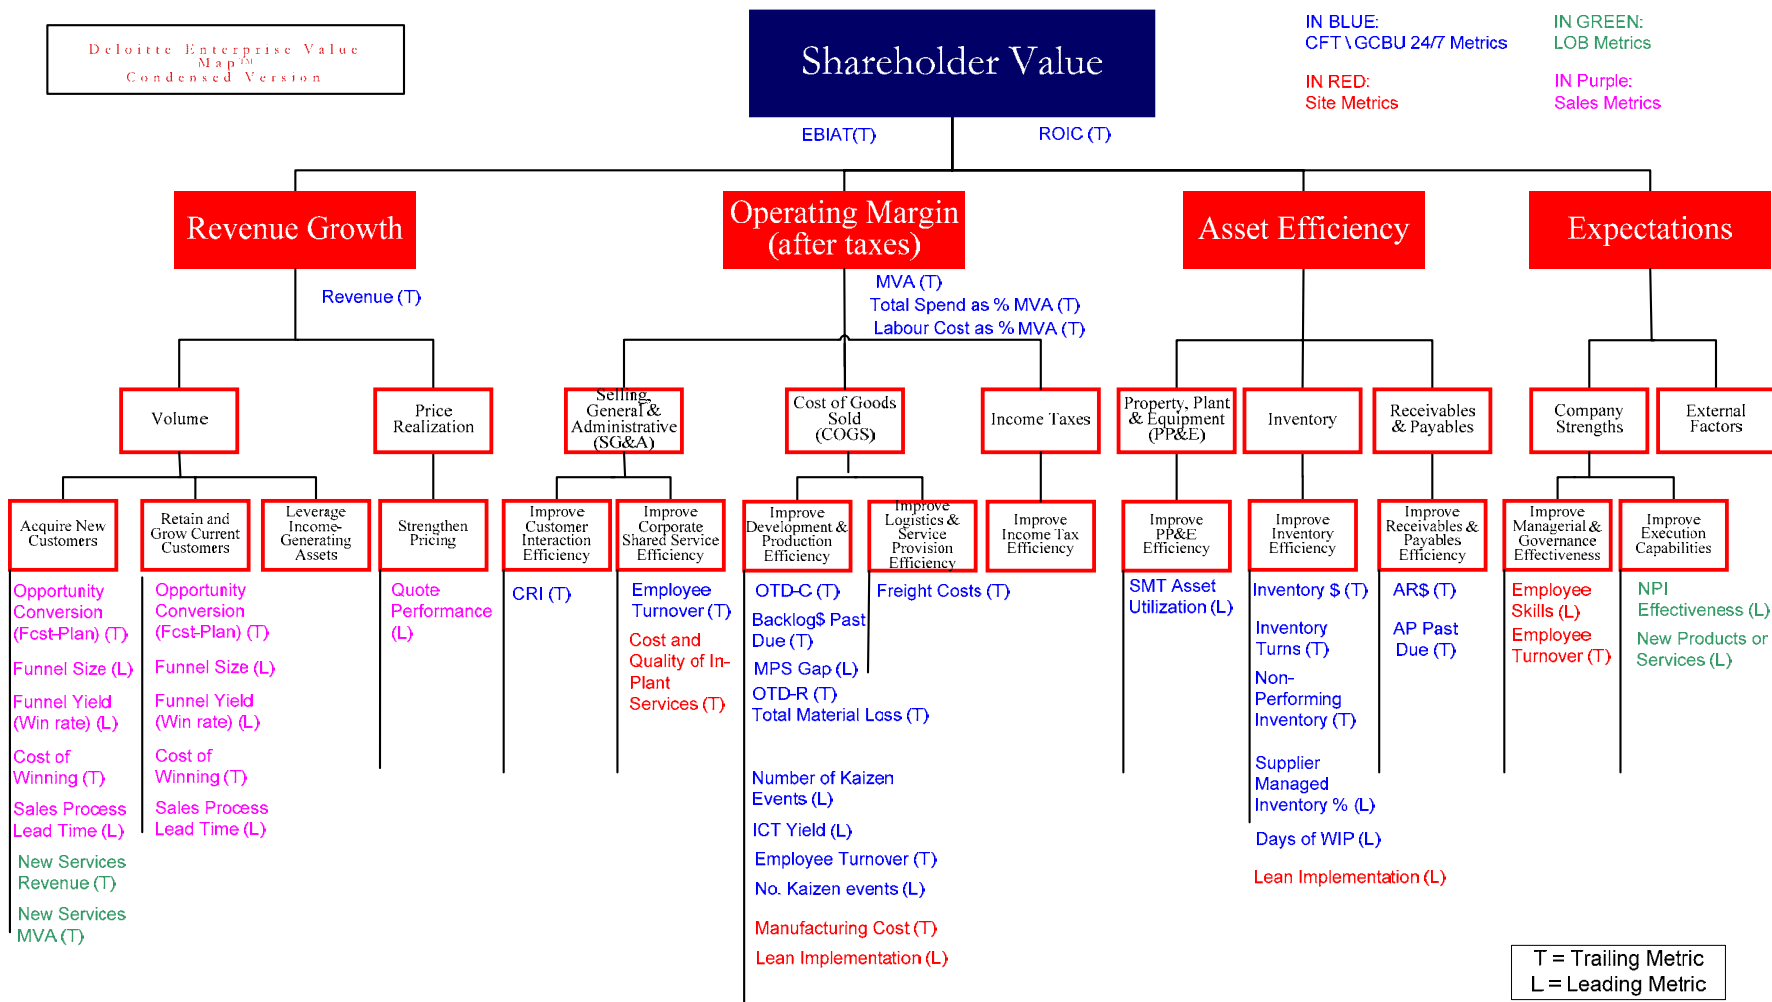 Deloitte Enterprise Value
Map™
Condensed Version
Shareholder Value
IN BLUE:
CFT \ GCBU 24/7 Metrics
IN GREEN:
LOB Metrics
IN RED:
Site Metrics
IN Purple:
Sales Metrics
EBIAT(T)
ROIC (T)
Revenue Growth
Operating Margin
(after taxes)
Asset Efficiency
Expectations
Revenue (T)
MVA (T)
Total Spend as % MVA (T)
Labour Cost as % MVA (T)
Volume
Price
Realization
Selling,
General &
Administrative
(SG&A)
Cost of Goods
Sold
(COGS)
Income Taxes
Property, Plant
& Equipment
(PP&E)
Inventory
Receivables
& Payables
Company
Strengths
External
Factors
Acquire New
Customers
Retain and
Grow Current
Customers
Leverage
Income-
Generating
Assets
Strengthen
Pricing
Improve
Customer
Interaction
Efficiency
Improve
Corporate
Shared Service
Efficiency
Improve
Development &
Production
Efficiency
Improve
Logistics &
Service
Provision
Efficiency
Improve
Income Tax
Efficiency
Improve
PP&E
Efficiency
Improve
Inventory
Efficiency
Improve
Receivables &
Payables
Efficiency
Improve
Managerial &
Governance
Effectiveness
Improve
Execution
Capabilities
Opportunity
Conversion
(Fcst-Plan) (T)
Funnel Size (L)
Funnel Yield
(Win rate) (L)
Cost of
Winning (T)
Sales Process
Lead Time (L)
New Services
Revenue (T)
New Services
MVA (T)
Opportunity
Conversion
(Fcst-Plan) (T)
Funnel Size (L)
Funnel Yield
(Win rate) (L)
Cost of
Winning (T)
Sales Process
Lead Time (L)
Quote
Performance
(L)
CRI (T)
Employee
Turnover (T)
Cost and
Quality of In-
Plant
Services (T)
OTD-C (T)
Backlog$ Past
Due (T)
MPS Gap (L)
OTD-R (T)
Total Material Loss (T)
Number of Kaizen
Events (L)
ICT Yield (L)
Employee Turnover (T)
No. Kaizen events (L)
Manufacturing Cost (T)
Lean Implementation (L)
Freight Costs (T)
SMT Asset
Utilization (L)
Inventory $ (T)
Inventory
Turns (T)
Non-
Performing
Inventory (T)
Supplier
Managed
Inventory % (L)
Days of WIP (L)
Lean Implementation (L)
AR$ (T)
AP Past
Due (T)
Employee
Skills (L)
Employee
Turnover (T)
NPI
Effectiveness (L)
New Products or
Services (L)
T = Trailing Metric
L = Leading Metric